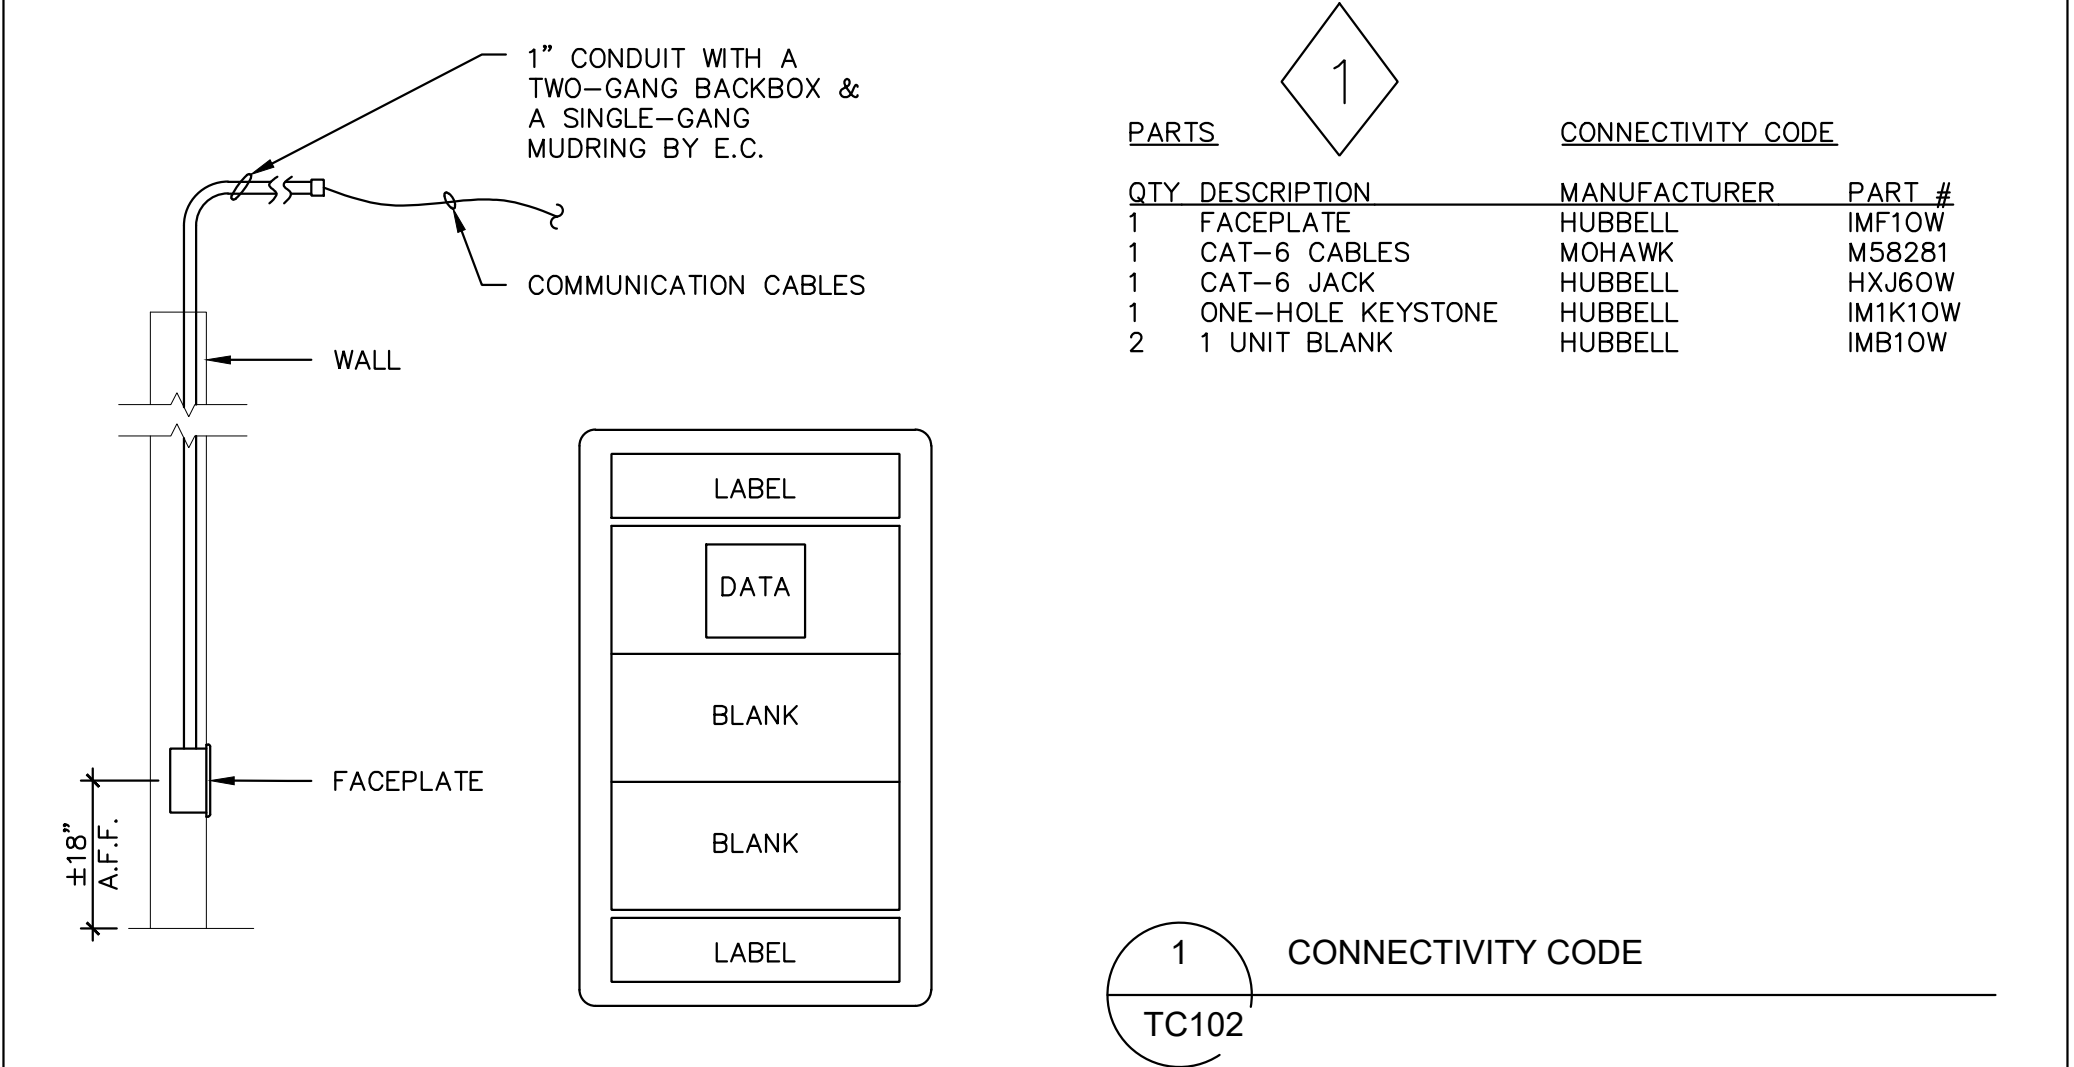 1” CONDUIT WITH A
TWO-GANG BACKBOX &
A SINGLE-GANG
MUDRING BY E.C.
COMMUNICATION CABLES
WALL
FACEPLATE
±18”
A.F.F.
LABEL
DATA
BLANK
BLANK
LABEL
1
PARTS CONNECTIVITY CODE
QTY DESCRIPTION MANUFACTURER PART #
1 FACEPLATE HUBBELL IMF1OW
1 CAT-6 CABLES MOHAWK M58281
1 CAT-6 JACK HUBBELL HXJ6OW
1 ONE-HOLE KEYSTONE HUBBELL IM1K1OW
2 1 UNIT BLANK HUBBELL IMB1OW
1 CONNECTIVITY CODE
TC102